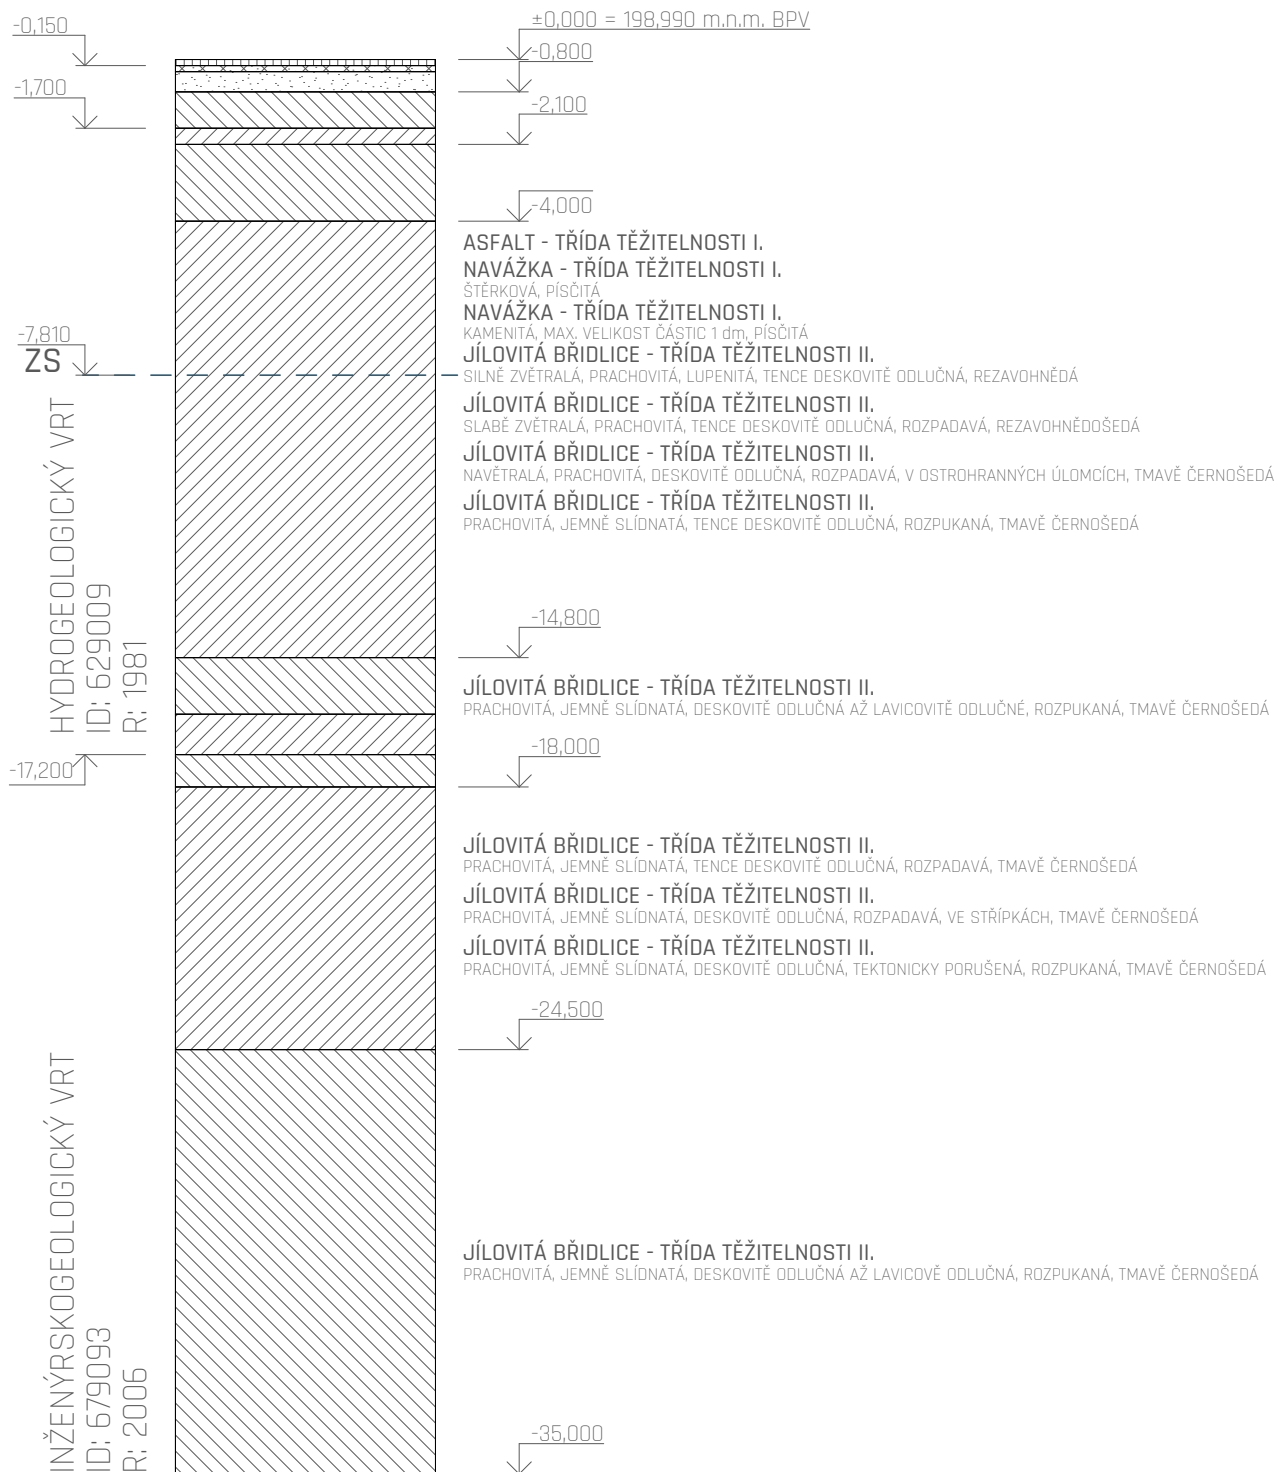 ±0,000 = 198,990 m.n.m. BPV
-0,150
-0,800
-1,700
-2,100
-4,000
ASFALT - TŘÍDA TĚŽITELNOSTI I.
NAVÁŽKA - TŘÍDA TĚŽITELNOSTI I.
ŠTĚRKOVÁ, PÍSČITÁ
NAVÁŽKA - TŘÍDA TĚŽITELNOSTI I.
KAMENITÁ, MAX. VELIKOST ČÁSTIC 1 dm, PÍSČITÁ
-7,810
ZS
JÍLOVITÁ BŘIDLICE - TŘÍDA TĚŽITELNOSTI II.
SILNĚ ZVĚTRALÁ, PRACHOVITÁ, LUPENITÁ, TENCE DESKOVITĚ ODLUČNÁ, REZAVOHNĚDÁ
JÍLOVITÁ BŘIDLICE - TŘÍDA TĚŽITELNOSTI II.
SLABĚ ZVĚTRALÁ, PRACHOVITÁ, TENCE DESKOVITĚ ODLUČNÁ, ROZPADAVÁ, REZAVOHNĚDOŠEDÁ
JÍLOVITÁ BŘIDLICE - TŘÍDA TĚŽITELNOSTI II.
NAVĚTRALÁ, PRACHOVITÁ, DESKOVITĚ ODLUČNÁ, ROZPADAVÁ, V OSTROHRANNÝCH ÚLOMCÍCH, TMAVĚ ČERNOŠEDÁ
JÍLOVITÁ BŘIDLICE - TŘÍDA TĚŽITELNOSTI II.
PRACHOVITÁ, JEMNĚ SLÍDNATÁ, TENCE DESKOVITĚ ODLUČNÁ, ROZPUKANÁ, TMAVĚ ČERNOŠEDÁ
HYDROGEOLOGICKÝ VRT
ID: 629009
R: 1981
-14,800
JÍLOVITÁ BŘIDLICE - TŘÍDA TĚŽITELNOSTI II.
PRACHOVITÁ, JEMNĚ SLÍDNATÁ, DESKOVITĚ ODLUČNÁ AŽ LAVICOVITĚ ODLUČNÉ, ROZPUKANÁ, TMAVĚ ČERNOŠEDÁ
-17,200
-18,000
JÍLOVITÁ BŘIDLICE - TŘÍDA TĚŽITELNOSTI II.
PRACHOVITÁ, JEMNĚ SLÍDNATÁ, TENCE DESKOVITĚ ODLUČNÁ, ROZPADAVÁ, TMAVĚ ČERNOŠEDÁ
JÍLOVITÁ BŘIDLICE - TŘÍDA TĚŽITELNOSTI II.
PRACHOVITÁ, JEMNĚ SLÍDNATÁ, DESKOVITĚ ODLUČNÁ, ROZPADAVÁ, VE STŘÍPKÁCH, TMAVĚ ČERNOŠEDÁ
JÍLOVITÁ BŘIDLICE - TŘÍDA TĚŽITELNOSTI II.
PRACHOVITÁ, JEMNĚ SLÍDNATÁ, DESKOVITĚ ODLUČNÁ, TEKTONICKY PORUŠENÁ, ROZPUKANÁ, TMAVĚ ČERNOŠEDÁ
-24,500
INŽENÝRSKOGEOLOGICKÝ VRT
ID: 679093
R: 2006
JÍLOVITÁ BŘIDLICE - TŘÍDA TĚŽITELNOSTI II.
PRACHOVITÁ, JEMNĚ SLÍDNATÁ, DESKOVITĚ ODLUČNÁ AŽ LAVICOVĚ ODLUČNÁ, ROZPUKANÁ, TMAVĚ ČERNOŠEDÁ
-35,000